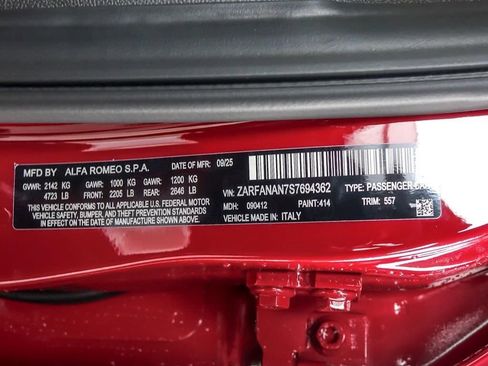 MFD BY ALFA ROMEO S.P.A. DATE OF MFR 09/25
GVWR: 2142 KG GAWR: 1000 KG GAWR: 1200 KG
4723 LB FRONT: 2205 LB REAR: 2646 LB
THIS VEHICLE CONFORMS TO ALL APPLICABLE U.S. FEDERAL MOTOR
VEHICLE SAFETY, BUMPER, AND THEFT PREVENTION STANDARDS
IN EFFECT ON THE DATE OF MANUFACTURE SHOWN ABOVE.
VIN: ZARFANAN7S7694362 TYPE: PASSENGER CAR
MDH: 090412 PAINT:414 TRIM: 557
VEHICLE MADE IN: ITALY